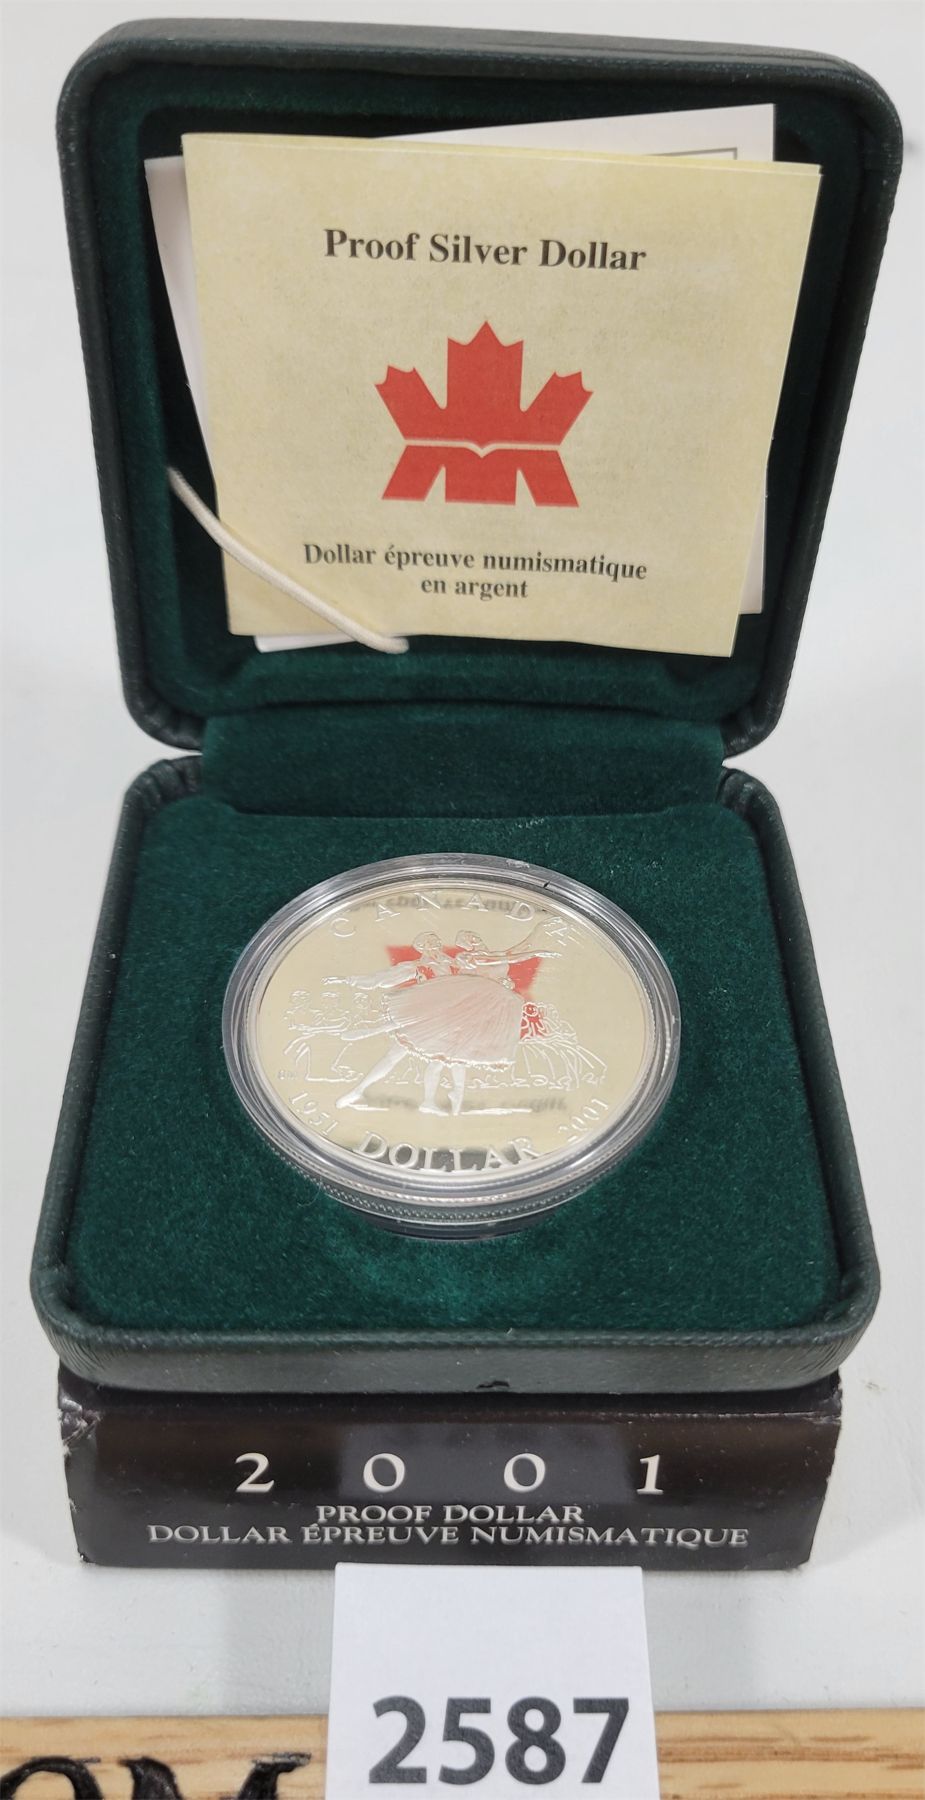 Proof Silver Dollar
Dollar épreuve numismatique
en argent
CANADA
1951 DOLLAR 2001
2 0 0 1
PROOF DOLLAR
DOLLAR ÉPREUVE NUMISMATIQUE
2587